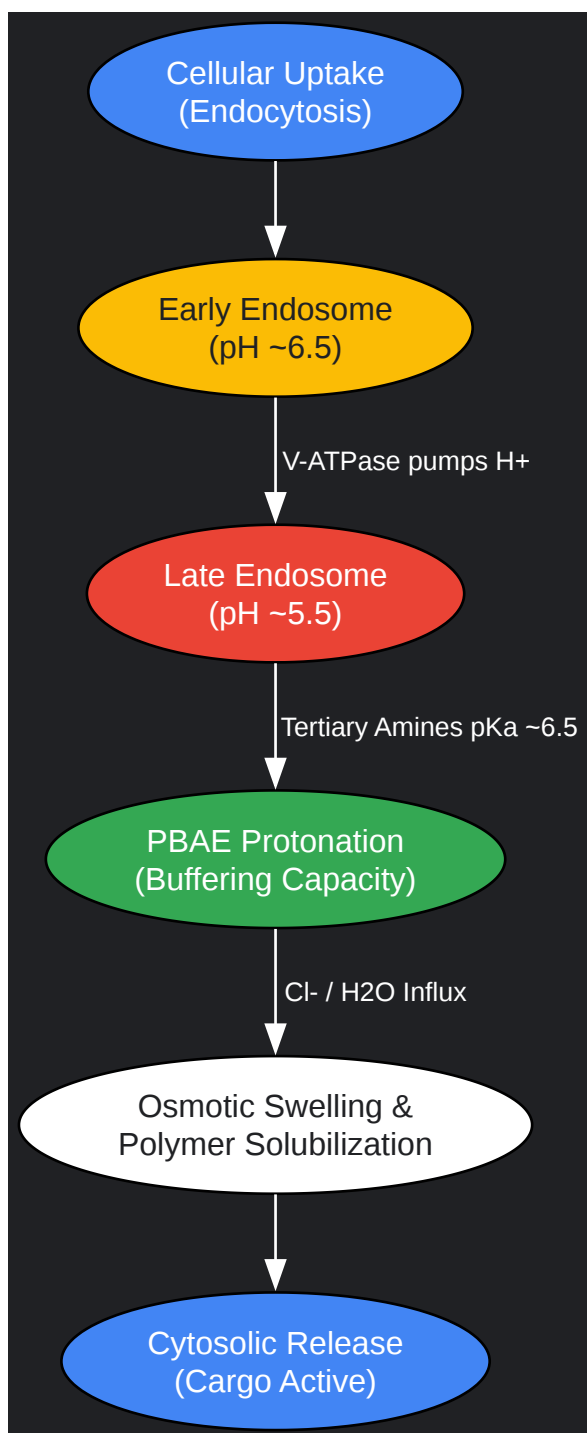 Cellular Uptake
(Endocytosis)
Early Endosome
(pH ~6.5)
V-ATPase pumps H+
Late Endosome
(pH ~5.5)
Tertiary Amines pKa ~6.5
PBAE Protonation
(Buffering Capacity)
Cl- / H2O Influx
Osmotic Swelling &
Polymer Solubilization
Cytosolic Release
(Cargo Active)